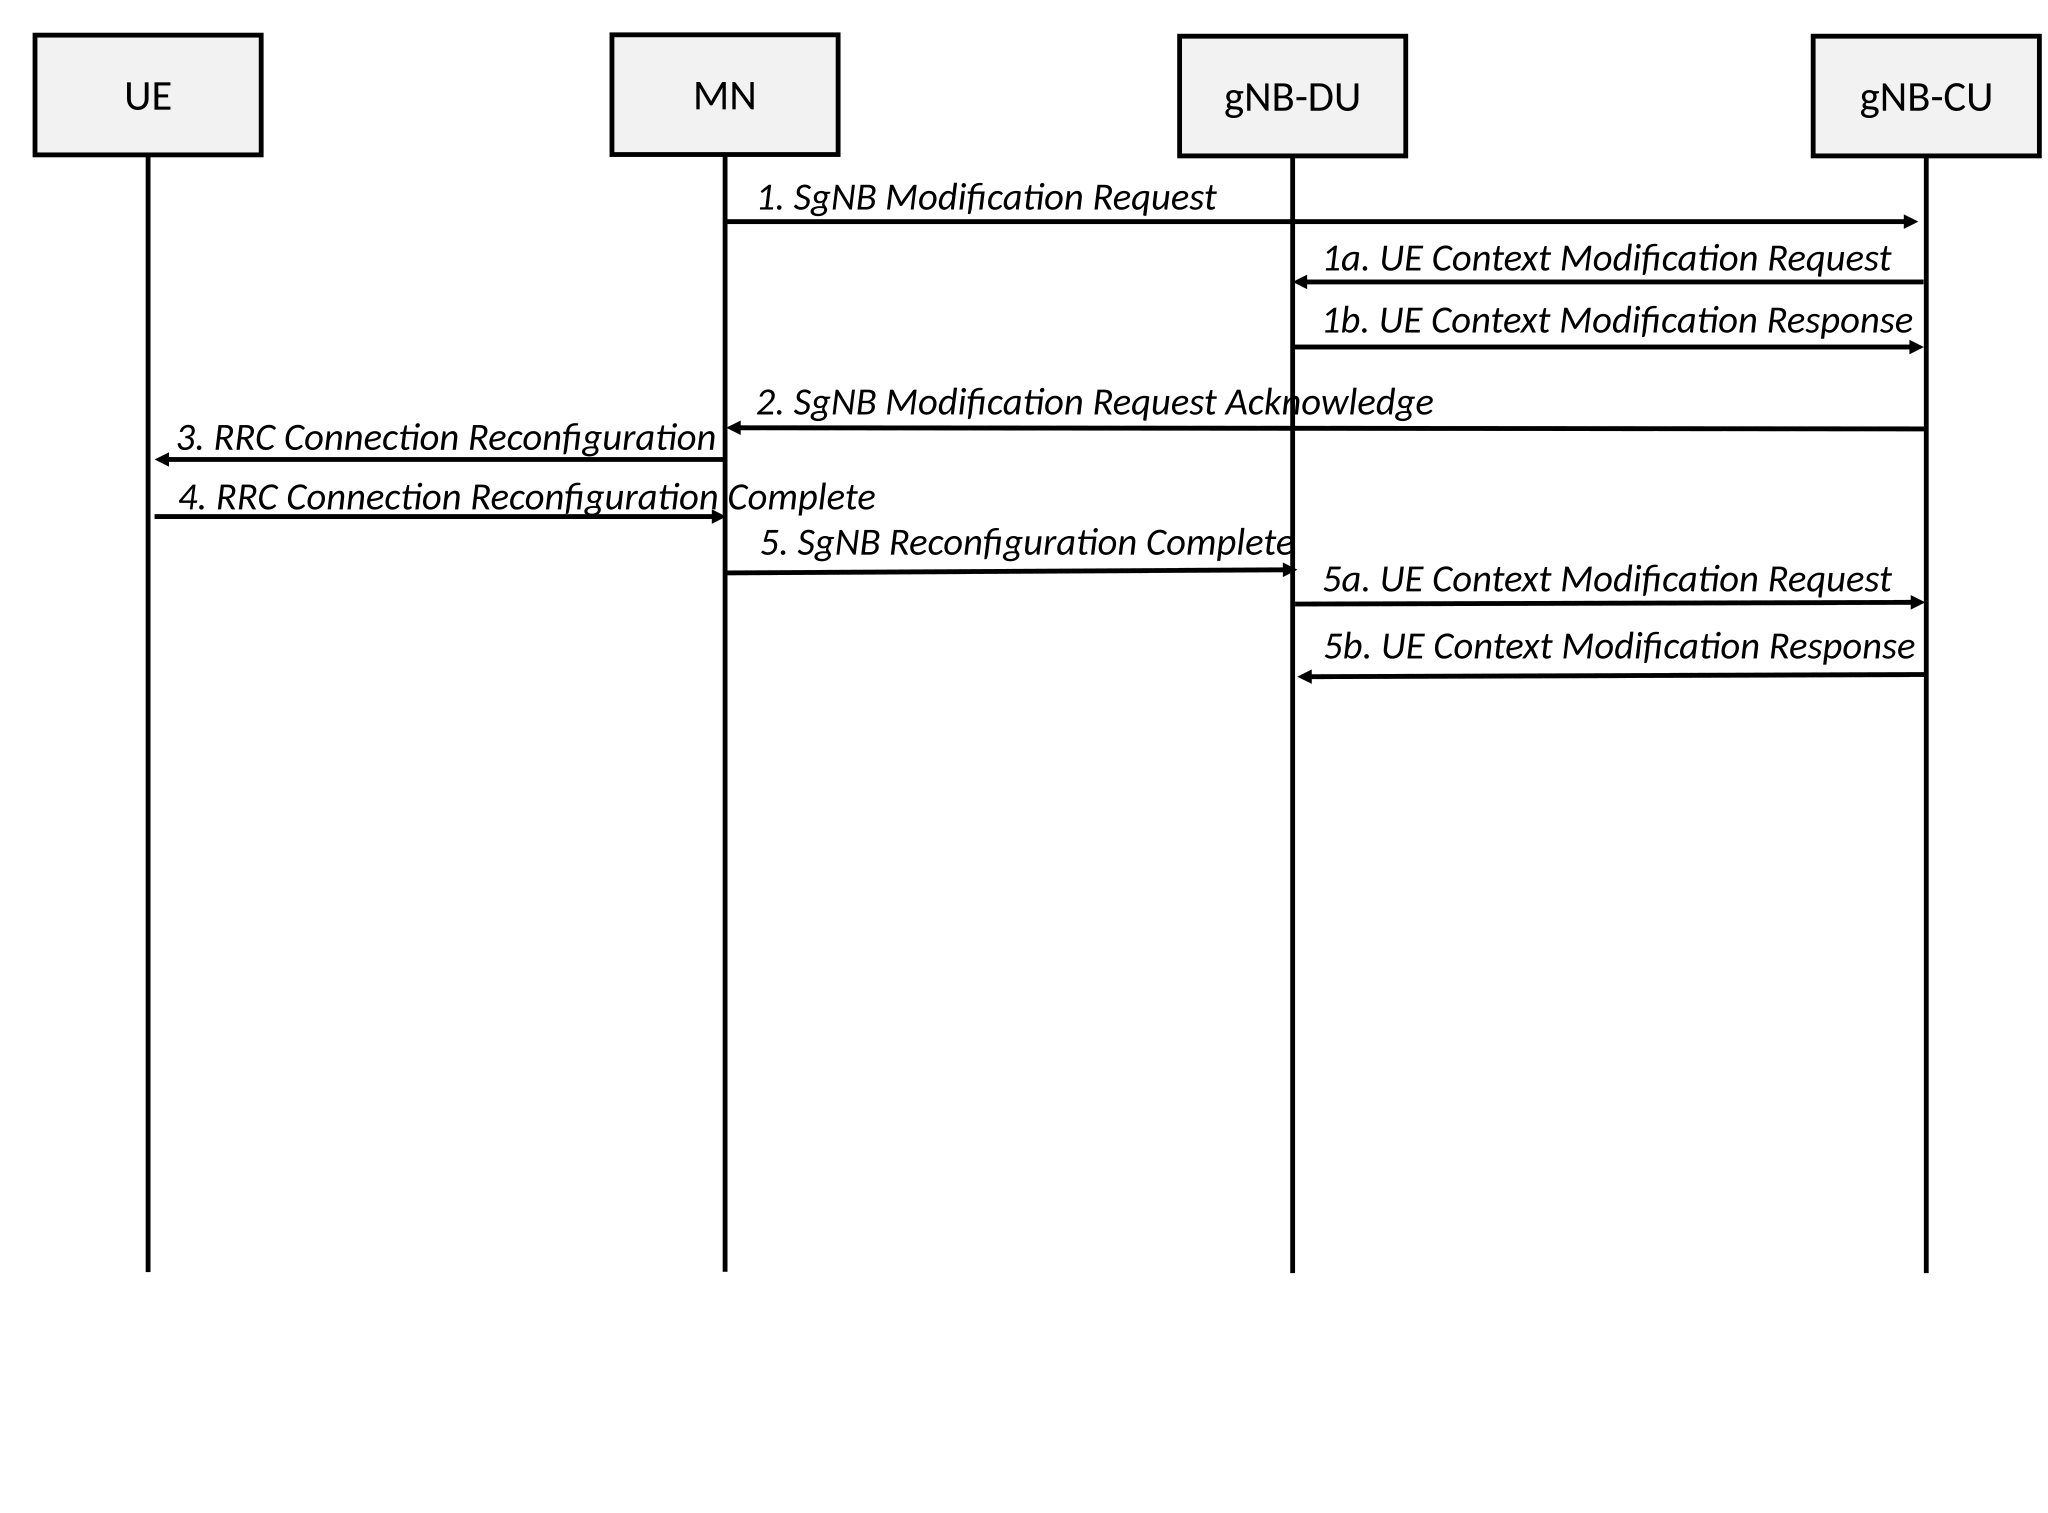 UE
MN
gNB-DU
gNB-CU
1. SgNB Modification Request
1a. UE Context Modification Request
1b. UE Context Modification Response
2. SgNB Modification Request Acknowledge
3. RRC Connection Reconfiguration
4. RRC Connection Reconfiguration Complete
5. SgNB Reconfiguration Complete
5a. UE Context Modification Request
5b. UE Context Modification Response